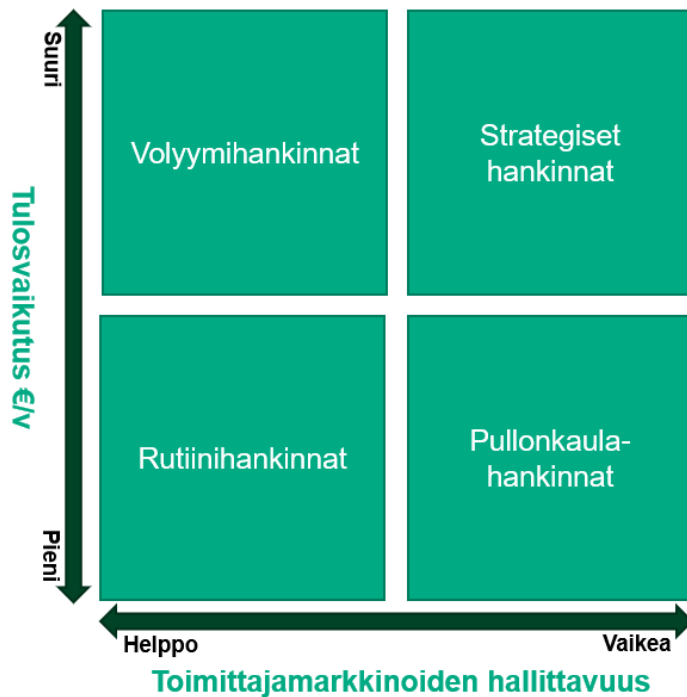 Suuri
Tulosvaikutus €/v
Pieni
Volyymihankinnat
Strategiset
hankinnat
Rutiinihankinnat
Pullonkaula-
hankinnat
Helppo
Vaikea
Toimittajamarkkinoiden hallittavuus